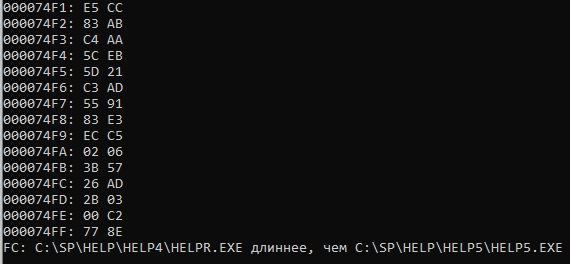 000074F1: E5 CC
000074F2: 83 AB
000074F3: C4 AA
000074F4: 5C EB
000074F5: 5D 21
000074F6: C3 AD
000074F7: 55 91
000074F8: 83 E3
000074F9: EC C5
000074FA: 02 06
000074FB: 3B 57
000074FC: 26 AD
000074FD: 2B 03
000074FE: 00 C2
000074FF: 77 8E
FC: C:\SP\HELP\HELP4\HELPR.EXE длиннее, чем C:\SP\HELP\HELP5\HELP5.EXE